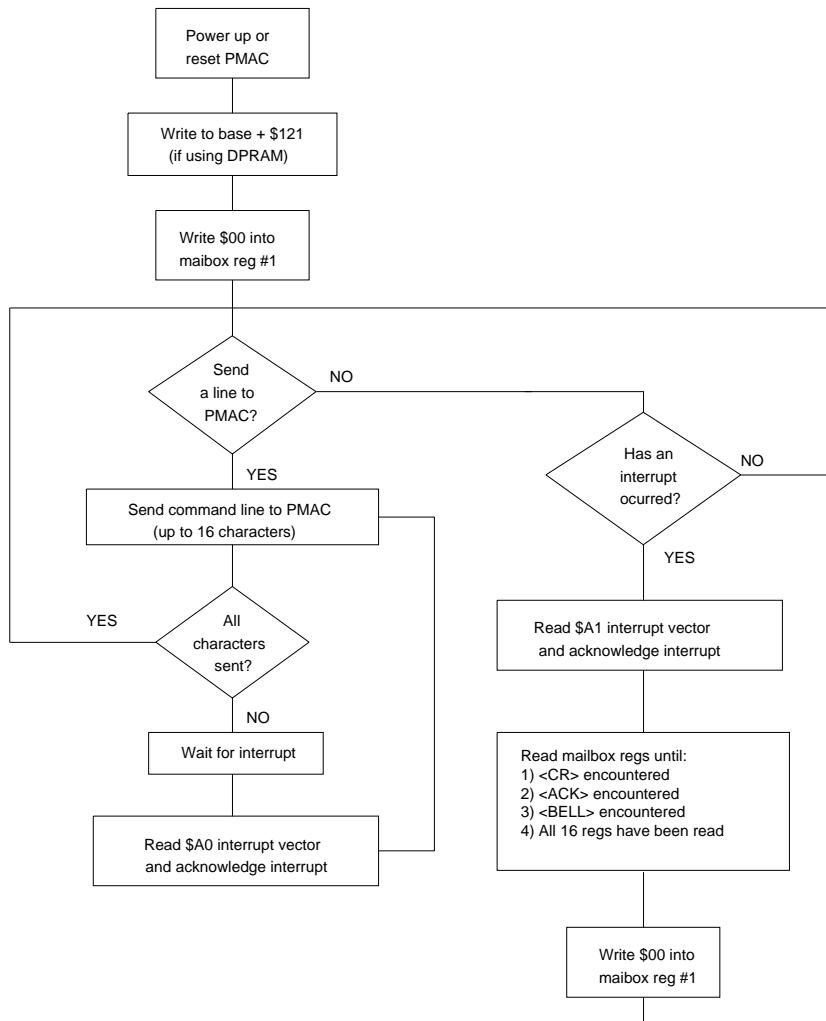 Power up or
reset PMAC
Write to base + $121
(if using DPRAM)
Write $00 into
maibox reg #1
Send
a line to
PMAC?
NO
YES
Has an
interrupt
ocurred?
NO
YES
Send command line to PMAC
(up to 16 characters)
YES
All
characters
sent?
NO
Wait for interrupt
Read $A0 interrupt vector
and acknowledge interrupt
Read $A1 interrupt vector
and acknowledge interrupt
Read mailbox regs until:
1) <CR> encountered
2) <ACK> encountered
3) <BELL> encountered
4) All 16 regs have been read
Write $00 into
maibox reg #1